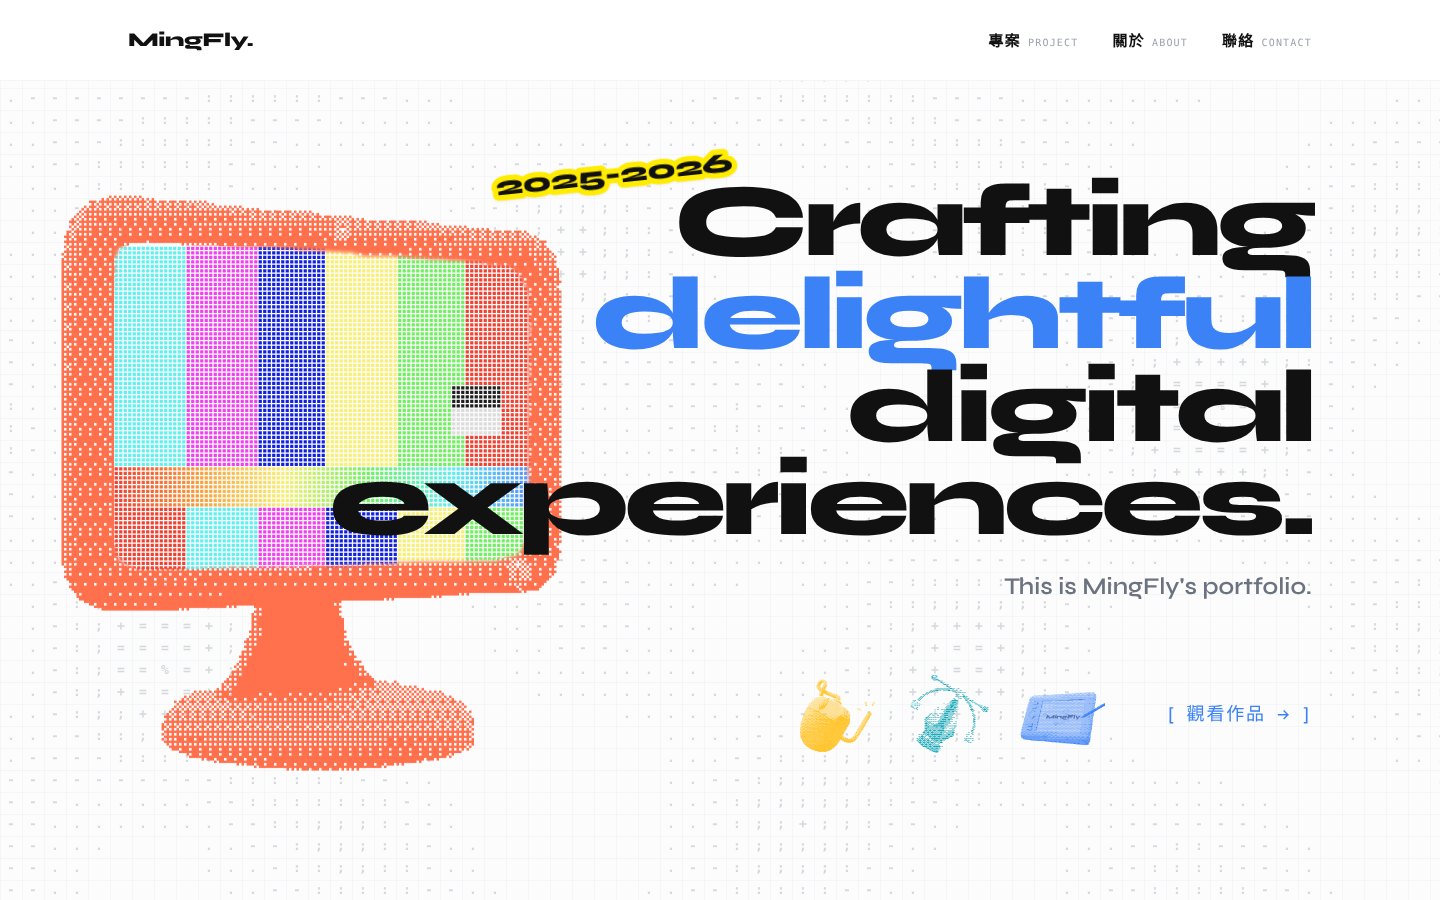 MingFly.
專案 PROJECT
關於 ABOUT
聯絡 CONTACT
2025-2026
Crafting
delightful
digital
experiences.
This is MingFly's portfolio.
MingFly
[ 觀看作品 → ]